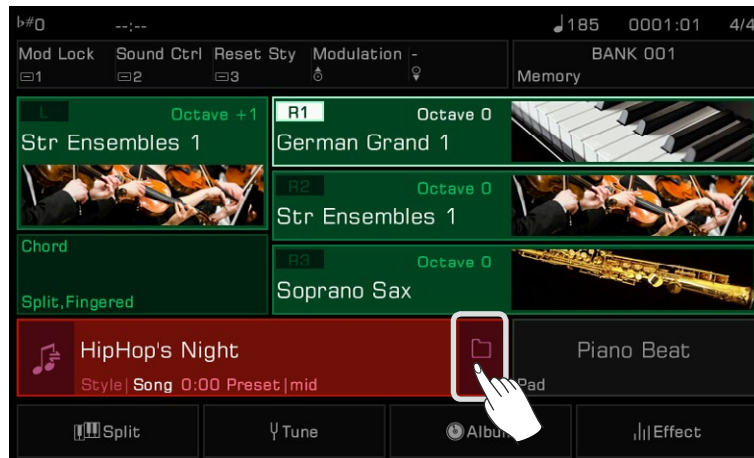 ♭#0 --:-- ♩185 0001:01 4/4
Mod Lock Sound Ctrl Reset Sty Modulation -
1 2 3
BANK 001
Memory
L Octave +1
Str Ensembles 1
R1 Octave 0
German Grand 1
R2 Octave 0
Str Ensembles 1
Chord
Split,Fingered
R3 Octave 0
Soprano Sax
HipHop's Night
Style| Song 0:00 Preset|mid
Piano Beat
Pad
Split
Tune
Effect